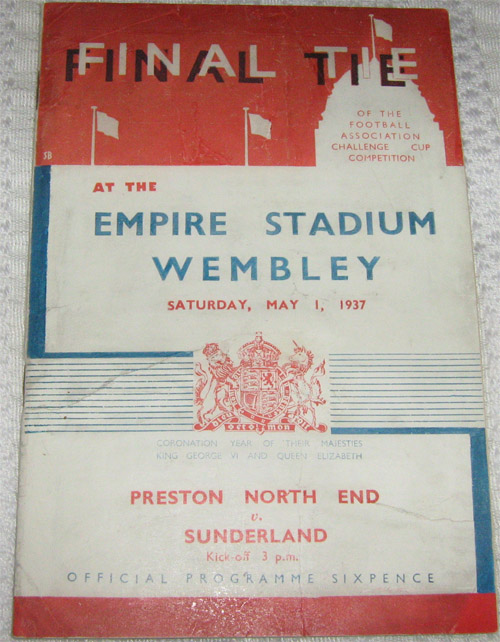 FINAL TIE
OF THE
FOOTBALL
ASSOCIATION
CHALLENGE CUP
COMPETITION
SB
AT THE
EMPIRE STADIUM
WEMBLEY
SATURDAY, MAY 1, 1937
CORONATION YEAR OF THEIR MAJESTIES
KING GEORGE VI AND QUEEN ELIZABETH
PRESTON NORTH END
v.
SUNDERLAND
Kick-off 3 p.m.
OFFICIAL PROGRAMME SIXPENCE